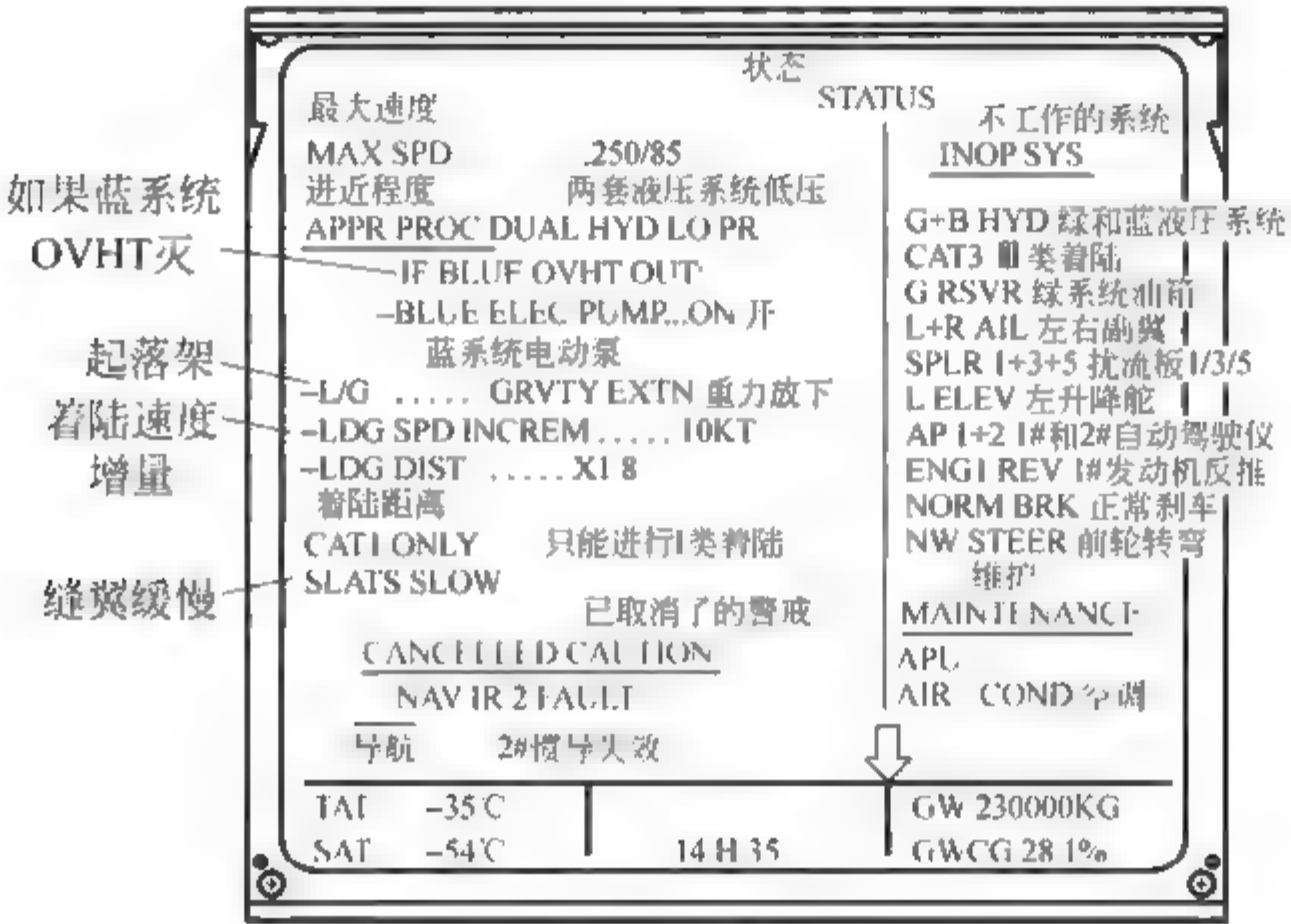 状态
STATUS
最大速度
MAX SPD .250/85
进近程度 两套液压系统低压
APPR PROC DUAL HYD LO PR
如果蓝系统
OVHT灭
IF BLUE OVHT OUT:
-BLUE ELEC PUMP...ON 开
蓝系统电动泵
起落架
-L/G ..... GRVTY EXTN 重力放下
着陆速度
增量
-LDG SPD INCREM ..... 10KT
-LDG DIST ..... X1 8
着陆距离
CAT1 ONLY 只能进行I类着陆
缝翼缓慢
SLATS SLOW
已取消了的警戒
CANCELLED CAUTION
NAV IR 2 FAULT
导航 2#惯导失效
不工作的系统
INOP SYS
G+B HYD 绿和蓝液压系统
CAT3 Ⅲ 类着陆
G RSVR 绿系统油箱
L+R AIL 左右副翼
SPLR 1+3+5 扰流板1/3/5
L ELEV 左升降舵
AP 1+2 1#和2#自动驾驶仪
ENG1 REV 1#发动机反推
NORM BRK 正常刹车
NW STEER 前轮转弯
维护
MAINTENANCE
APU
AIR COND 空调
TAT -35℃
SAT -54℃
14 H 35
GW 230000KG
GWCG 28 1%